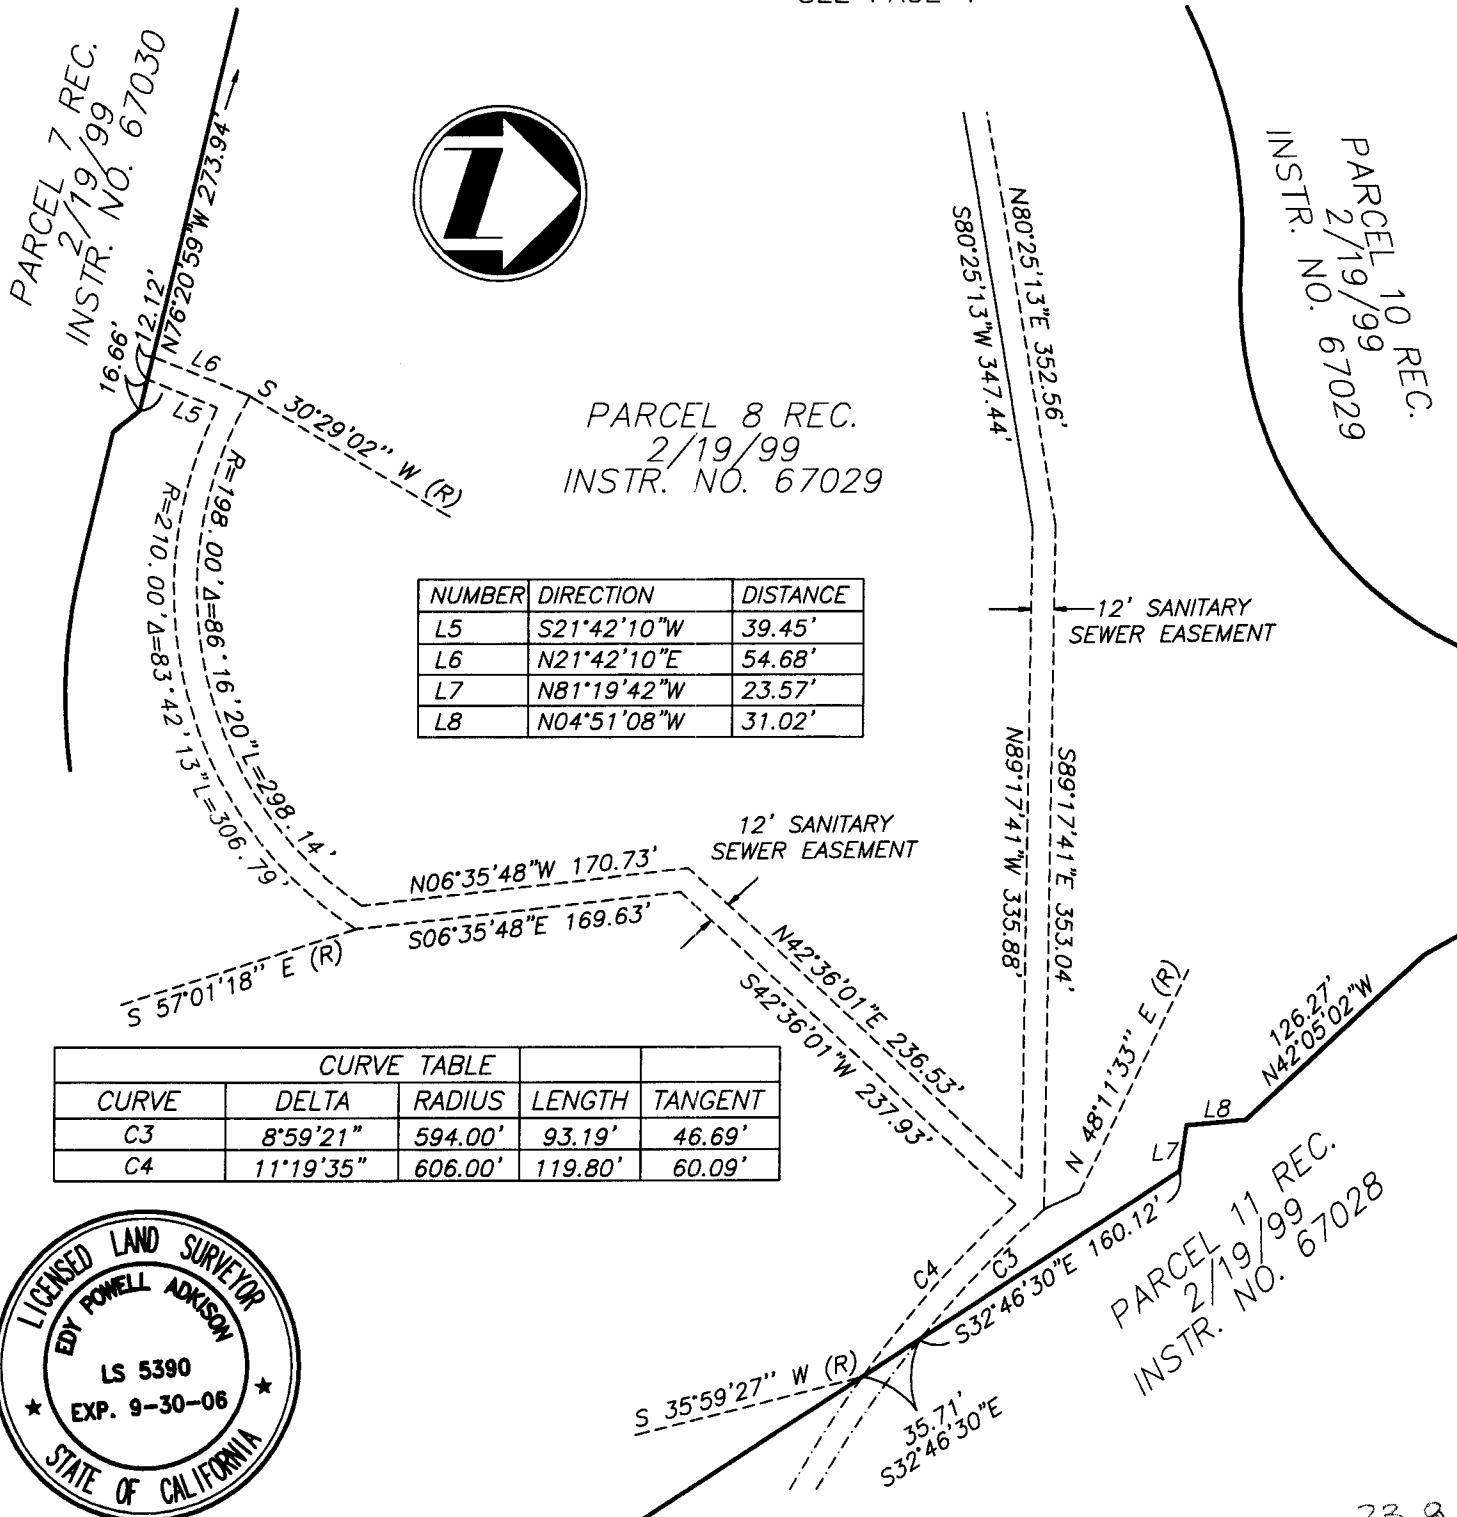 PARCEL 7 REC.
2/19/99
INSTR. NO. 67030
N76°20'59"W 273.94'
12.12'
16.66'
L6
L5
S 30°29'02" W (R)
R=198.00' Δ=86°16'20" L=298.14'
R=210.00' Δ=83°42'13" L=306.79'
PARCEL 8 REC.
2/19/99
INSTR. NO. 67029
S80°25'13"W 347.44'
N80°25'13"E 352.56'
PARCEL 10 REC.
2/19/99
INSTR. NO. 67029
NUMBER DIRECTION DISTANCE
L5 S21°42'10"W 39.45'
L6 N21°42'10"E 54.68'
L7 N81°19'42"W 23.57'
L8 N04°51'08"W 31.02'
12' SANITARY
SEWER EASEMENT
N89°17'41"W 335.88'
S89°17'41"E 353.04'
12' SANITARY
SEWER EASEMENT
N06°35'48"W 170.73'
S06°35'48"E 169.63'
S 57°01'18" E (R)
N42°36'01"E 236.53'
S42°36'01"W 237.93'
N 48°11'33" E (R)
126.27'
N42°05'02"W
L8
L7
CURVE TABLE
CURVE DELTA RADIUS LENGTH TANGENT
C3 8°59'21" 594.00' 93.19' 46.69'
C4 11°19'35" 606.00' 119.80' 60.09'
C4
C3
S32°46'30"E 160.12'
PARCEL 11 REC.
2/19/99
INSTR. NO. 67028
S 35°59'27" W (R)
35.71'
S32°46'30"E
LICENSED LAND SURVEYOR
EDY POWELL ADKISON
LS 5390
EXP. 9-30-06
STATE OF CALIFORNIA